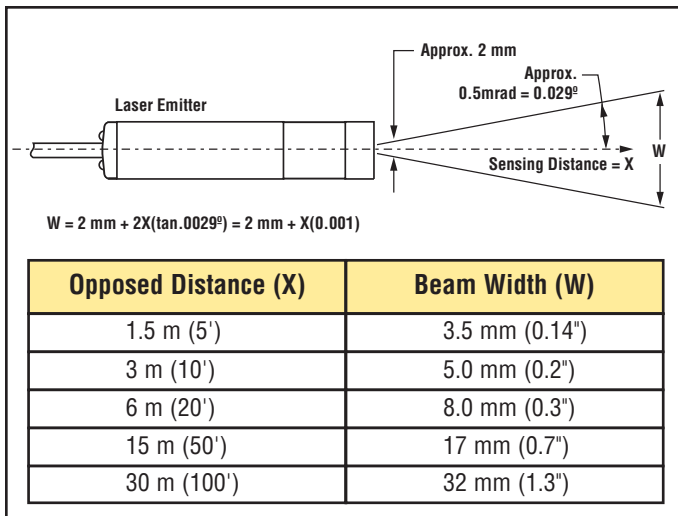 Approx. 2 mm
Approx.
0.5mrad = 0.029º
Laser Emitter
Sensing Distance = X
W
W = 2 mm + 2X(tan.0029º) = 2 mm + X(0.001)
Opposed Distance (X) Beam Width (W)
1.5 m (5') 3.5 mm (0.14")
3 m (10') 5.0 mm (0.2")
6 m (20') 8.0 mm (0.3")
15 m (50') 17 mm (0.7")
30 m (100') 32 mm (1.3")